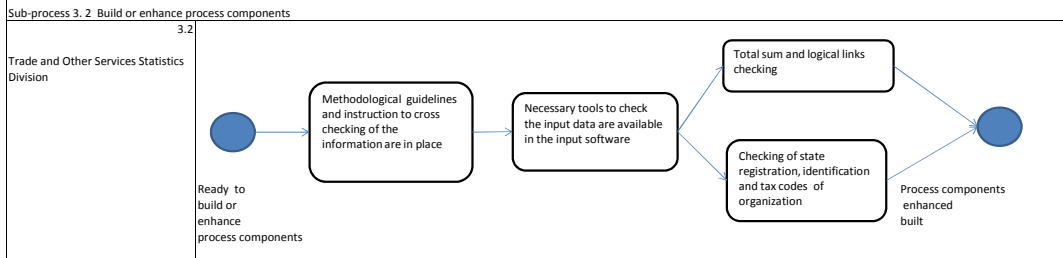 Sub-process 3. 2 Build or enhance process components
3.2
Trade and Other Services Statistics
Division
Ready to
build or
enhance
process components
Methodological guidelines
and instruction to cross
checking of the
information are in place
Necessary tools to check
the input data are available
in the input software
Total sum and logical links
checking
Checking of state
registration, identification
and tax codes of
organization
Process components
enhanced
built